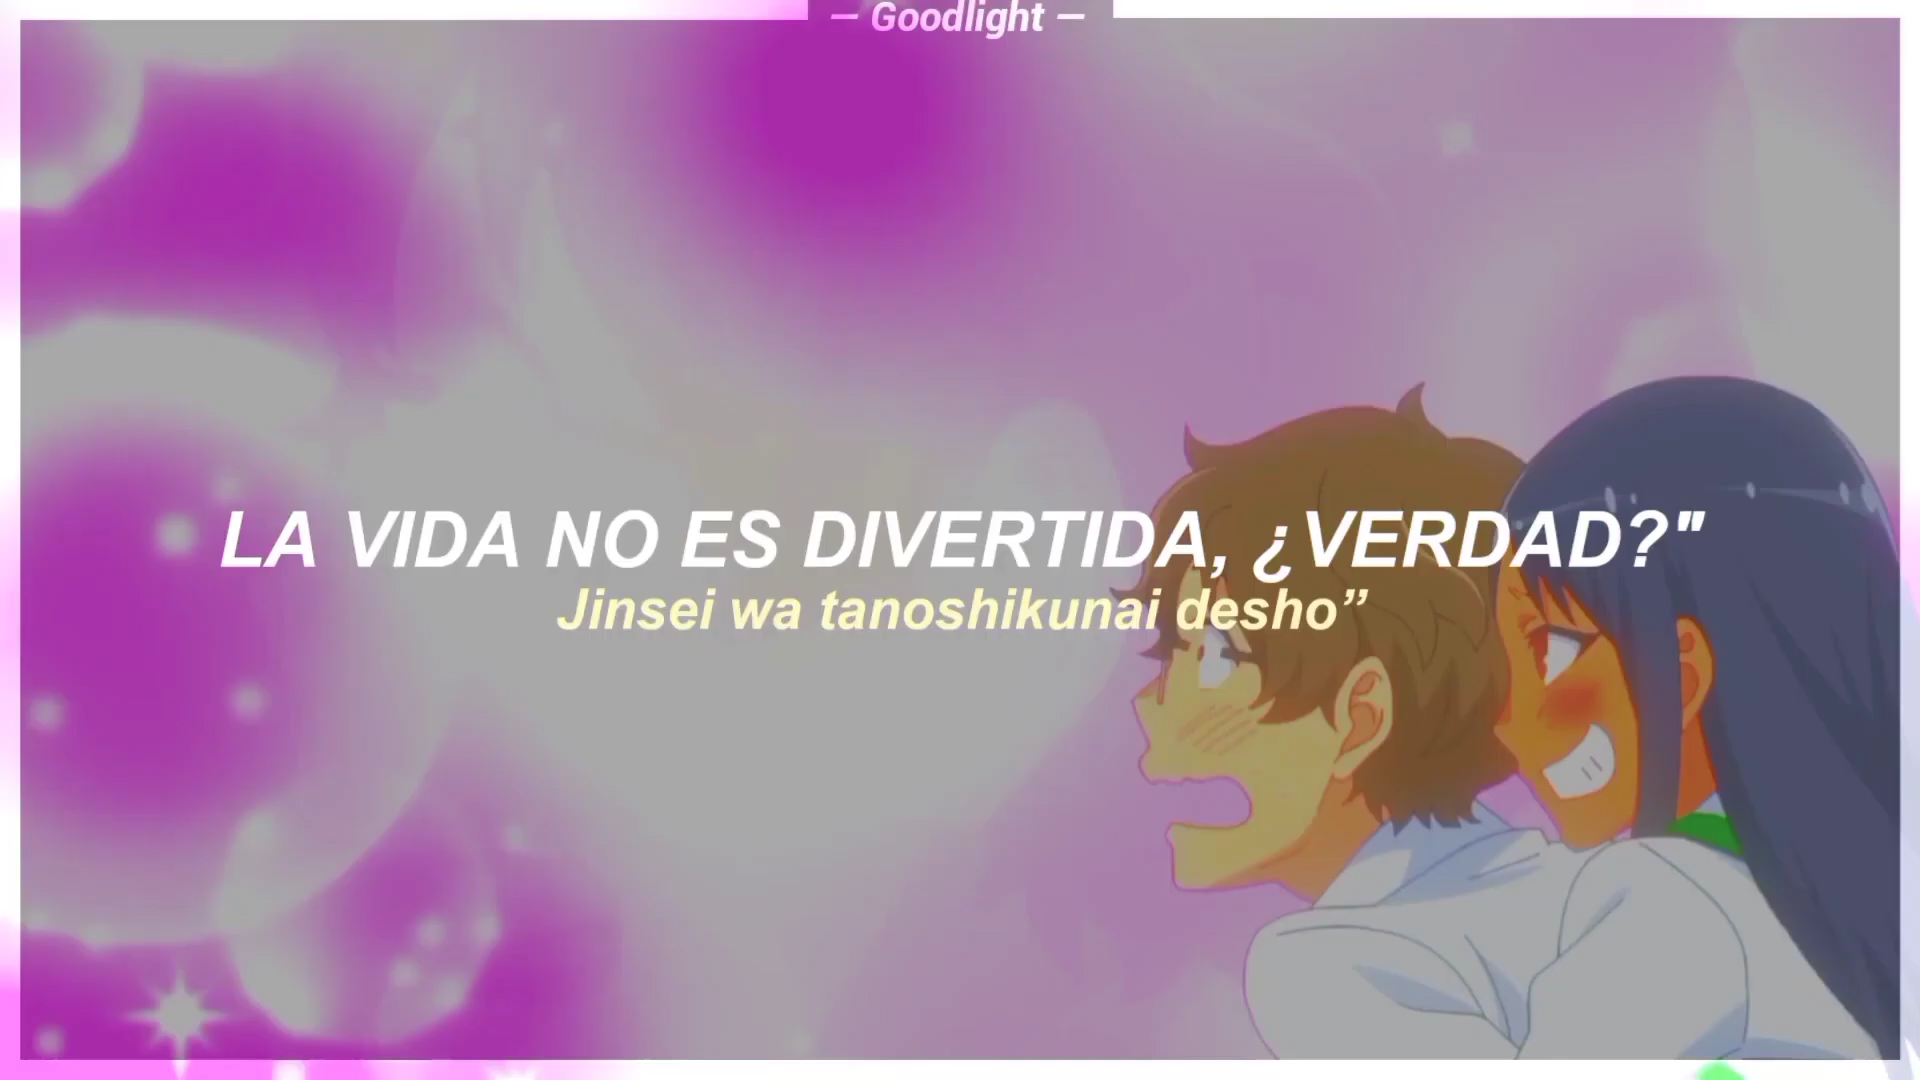 — Goodlight —
LA VIDA NO ES DIVERTIDA, ¿VERDAD?"
Jinsei wa tanoshikunai desho”